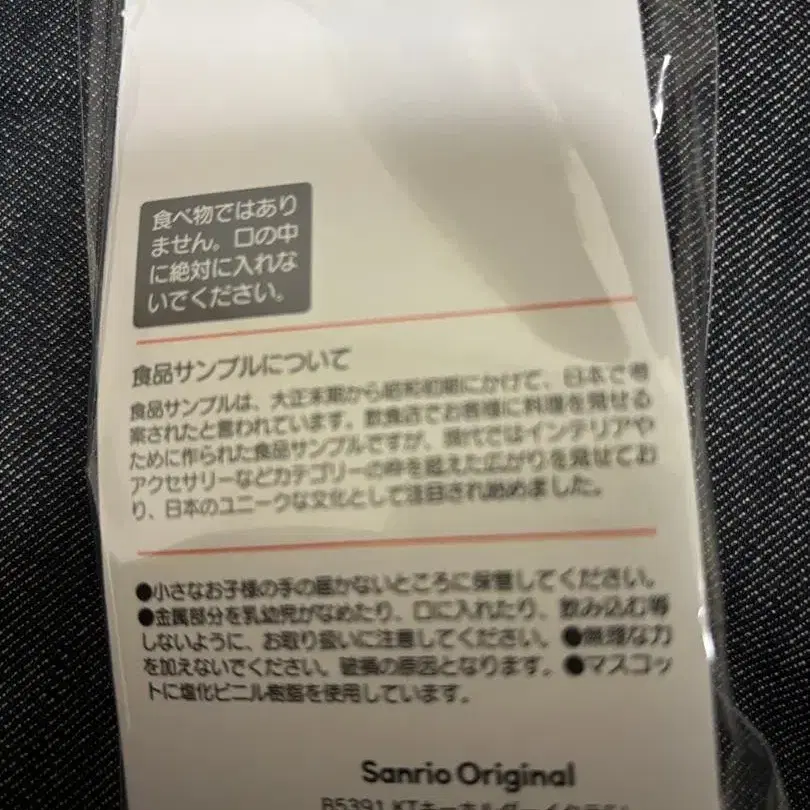 食べ物ではあり
ません。口の中
に絶対に入れな
いでください。
食品サンプルについて
食品サンプルは、大正末期から昭和初期にかけて、日本で考
案されたと言われています。飲食店でお客様に料理を見せる
ために作られた食品サンプルですが、現代ではインテリアや
アクセサリーなどカテゴリーの枠を超えた広がりを見せてお
り、日本のユニークな文化として注目され始めました。
●小さなお子様の手の届かないところに保管してください。
●金属部分を乳幼児がなめたり、口に入れたり、飲み込む等
しないように、お取り扱いに注意してください。●無理な力
を加えないでください。破損の原因となります。●マスコッ
トに塩化ビニル樹脂を使用しています。
Sanrio Original
B5391 KTキーホルダー